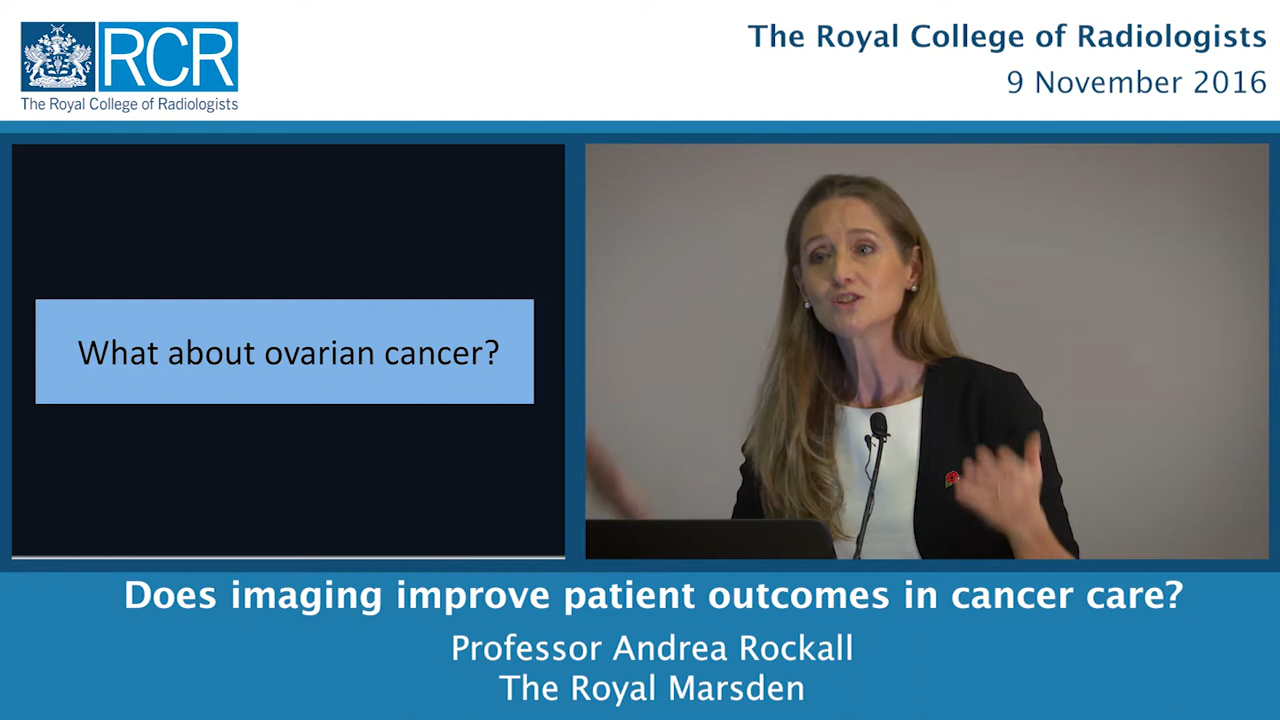 RCR
The Royal College of Radiologists
The Royal College of Radiologists
9 November 2016
What about ovarian cancer?
Does imaging improve patient outcomes in cancer care?
Professor Andrea Rockall
The Royal Marsden